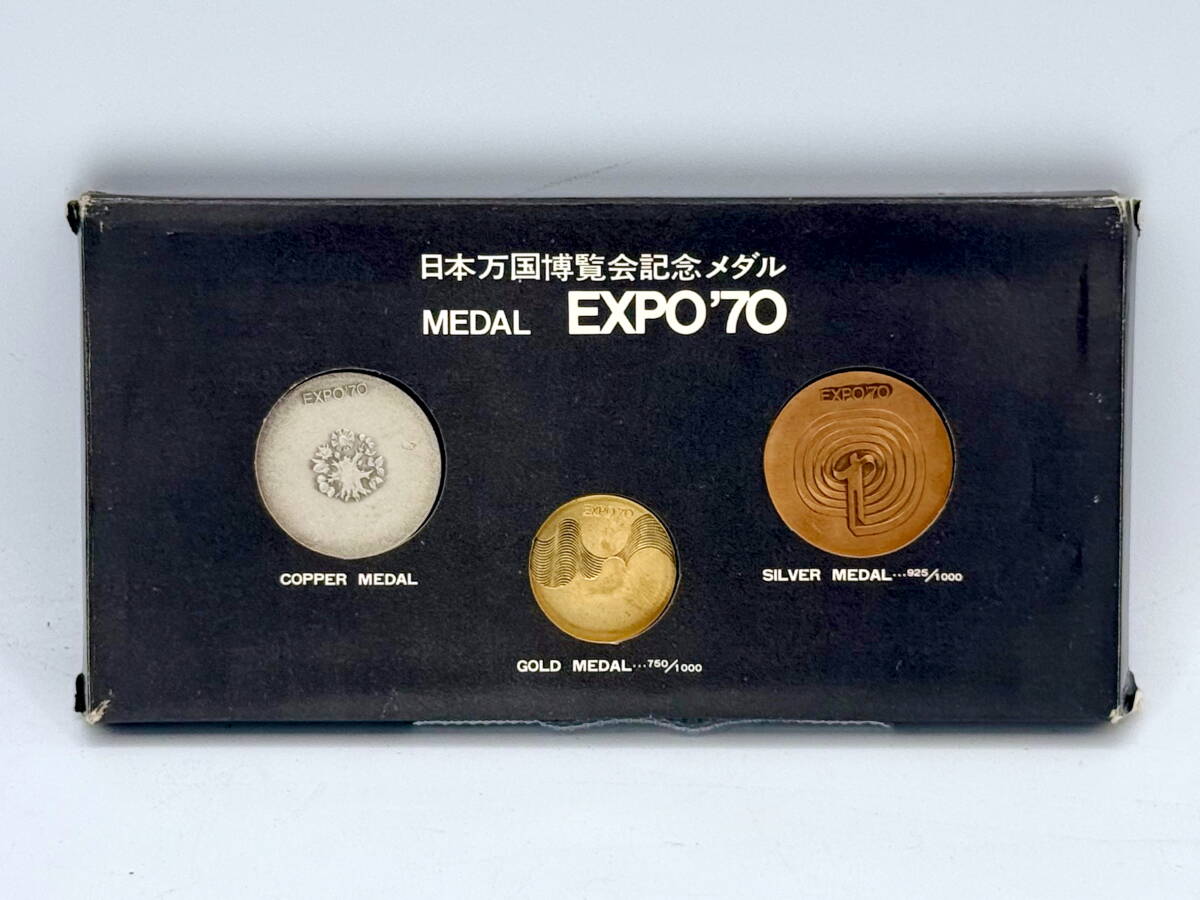 日本万国博覧会記念メダル
MEDAL EXPO'70
EXPO'70
EXPO'70
COPPER MEDAL
EXPO'70
SILVER MEDAL...925/1000
GOLD MEDAL...750/1000